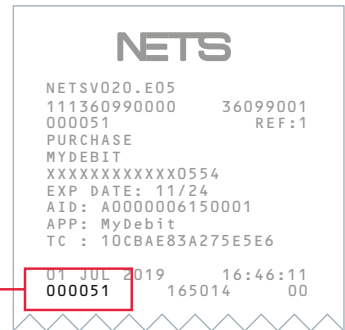 NETS
NETSV020.E05
111360990000 36099001
000051 REF:1
PURCHASE
MYDEBIT
XXXXXXXXXXXX0554
EXP DATE: 11/24
AID: A0000006150001
APP: MyDebit
TC : 10CBAE83A275E5E6
01 JUL 2019 16:46:11
000051 165014 00